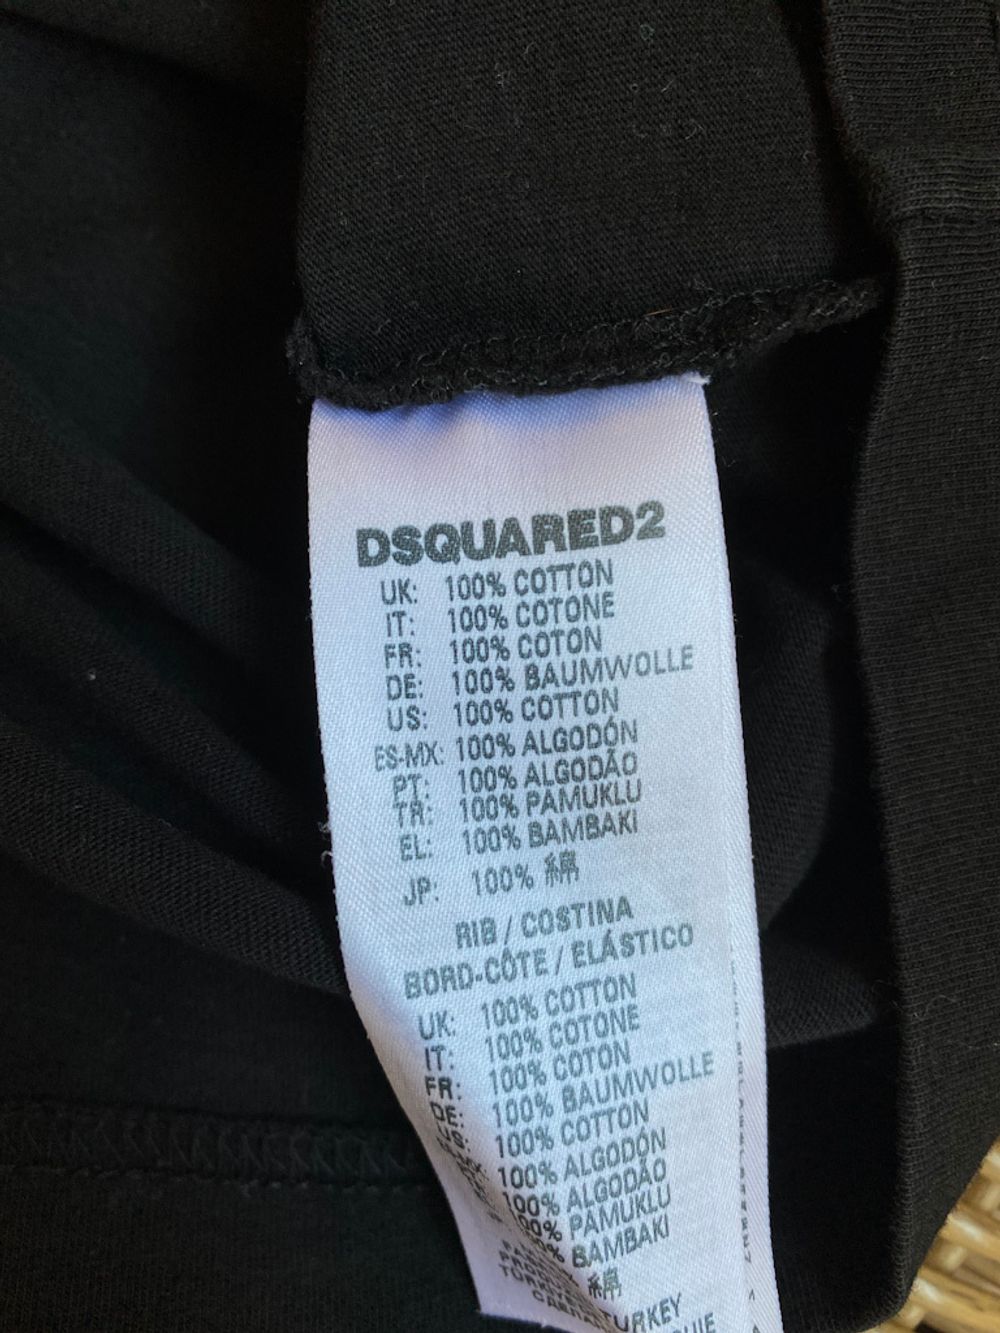 DSQUARED2
UK: 100% COTTON
IT: 100% COTONE
FR: 100% COTON
DE: 100% BAUMWOLLE
US: 100% COTTON
ES-MX: 100% ALGODÓN
PT: 100% ALGODÃO
TR: 100% PAMUKLU
EL: 100% BAMBAKI
JP: 100% 綿
RIB / COSTINA
BORD-CÔTE / ELÁSTICO
UK: 100% COTTON
IT: 100% COTONE
FR: 100% COTON
DE: 100% BAUMWOLLE
US: 100% COTTON
100% ALGODÓN
100% ALGODÃO
100% PAMUKLU
BAMBAKI
綿
TURKEY